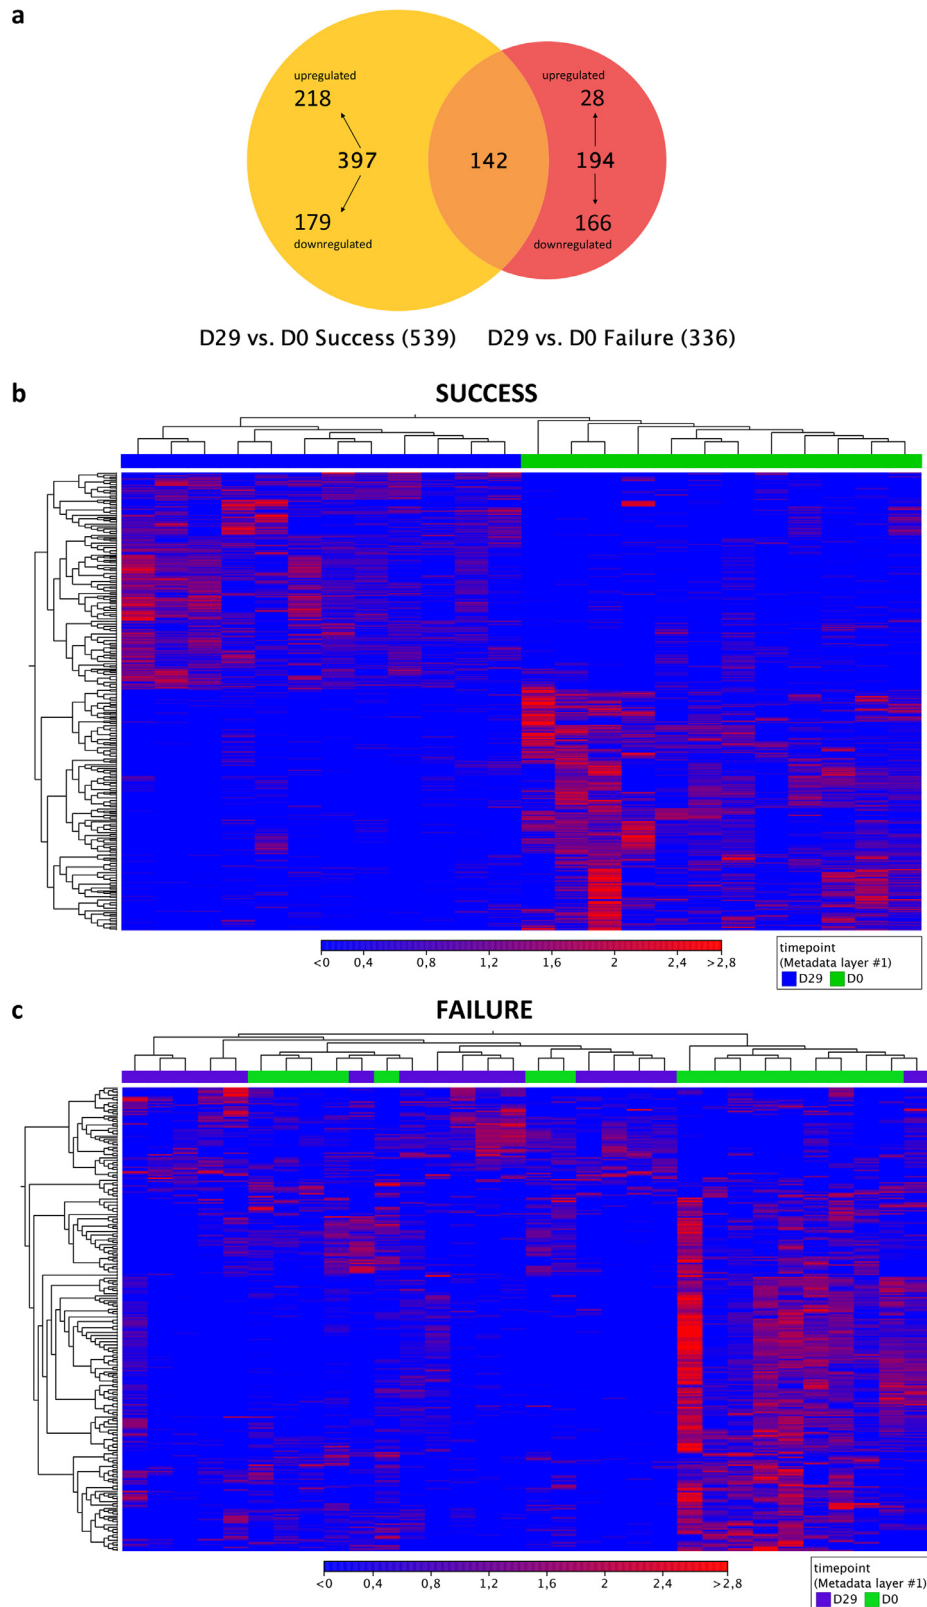 a
upregulated
218
upregulated
28
397
142
194
179
downregulated
166
downregulated
D29 vs. D0 Success (539)
D29 vs. D0 Failure (336)
b
SUCCESS
<0 0,4 0,8 1,2 1,6 2 2,4 >2,8
timepoint
(Metadata layer #1)
D29 D0
c
FAILURE
<0 0,4 0,8 1,2 1,6 2 2,4 >2,8
timepoint
(Metadata layer #1)
D29 D0